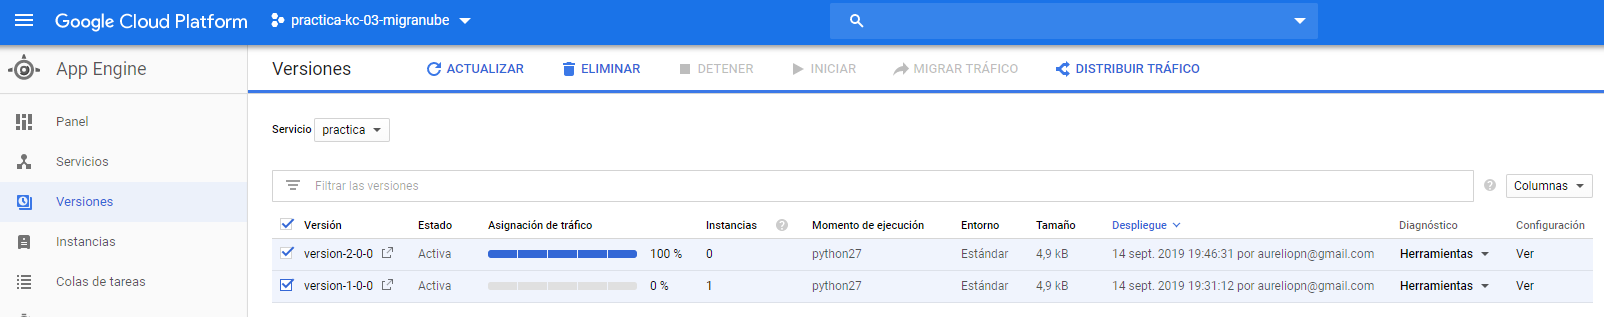 Google Cloud Platform practica-kc-03-migranube
App Engine
Versiones ACTUALIZAR ELIMINAR DETENER INICIAR MIGRAR TRÁFICO DISTRIBUIR TRÁFICO
Panel
Servicios
Versiones
Instancias
Colas de tareas
Servicio practica
Filtrar las versiones
Columnas
Versión Estado Asignación de tráfico Instancias Momento de ejecución Entorno Tamaño Despliegue Diagnóstico Configuración
version-2-0-0 Activa 100 % 0 python27 Estándar 4,9 kB 14 sept. 2019 19:46:31 por aureliopn@gmail.com Herramientas Ver
version-1-0-0 Activa 0 % 1 python27 Estándar 4,9 kB 14 sept. 2019 19:31:12 por aureliopn@gmail.com Herramientas Ver